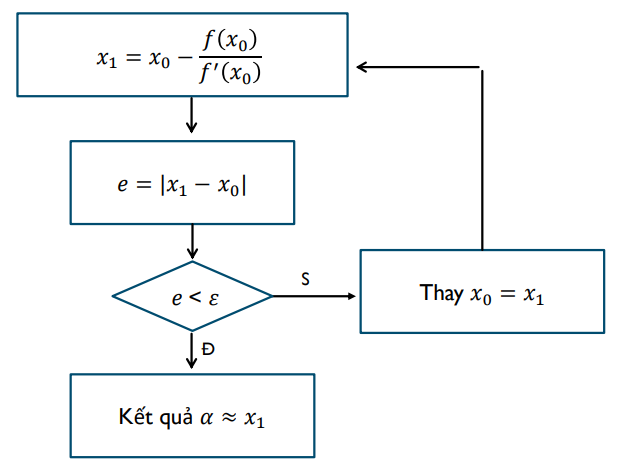 x₁ = x₀ − f(x₀) / f′(x₀)
e = |x₁ − x₀|
e < ε
S
Thay x₀ = x₁
Đ
Kết quả α ≈ x₁